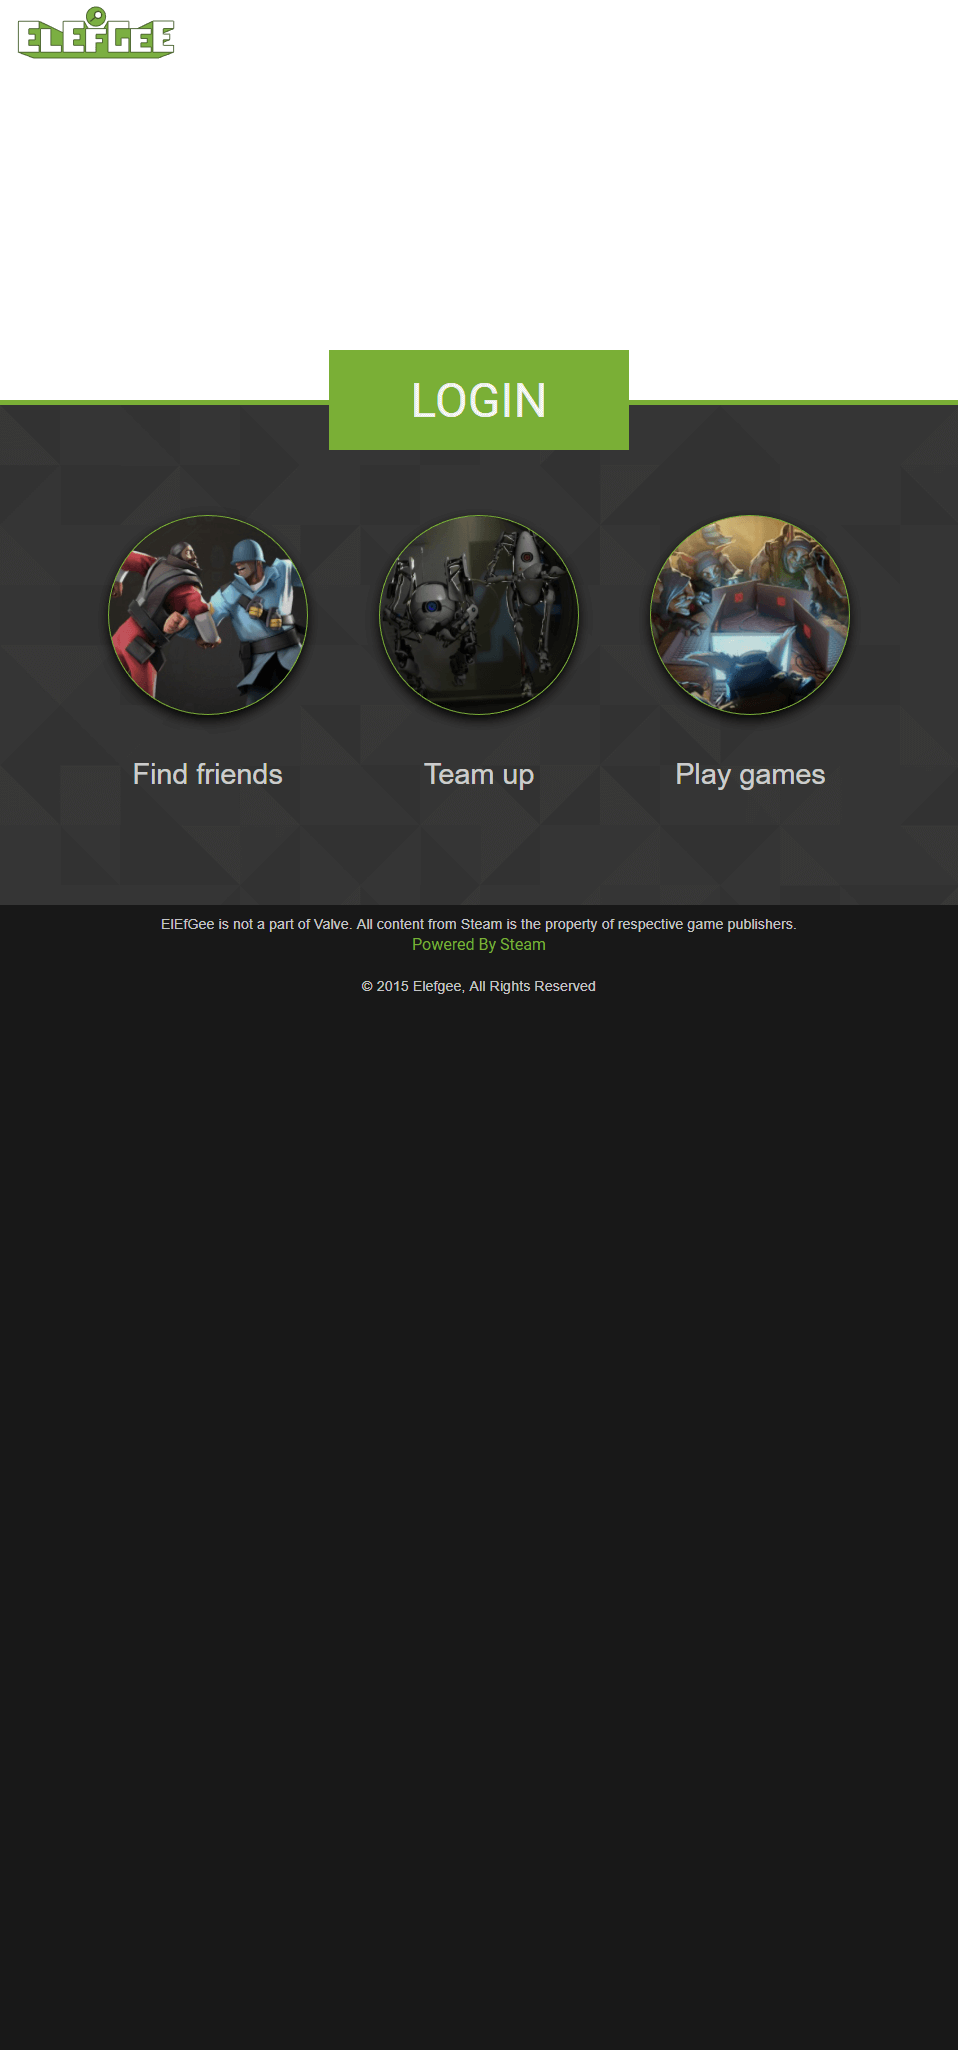 ELEFGEE
LOGIN
Find friends
Team up
Play games
ElEfGee is not a part of Valve. All content from Steam is the property of respective game publishers.
Powered By Steam
© 2015 Elefgee, All Rights Reserved